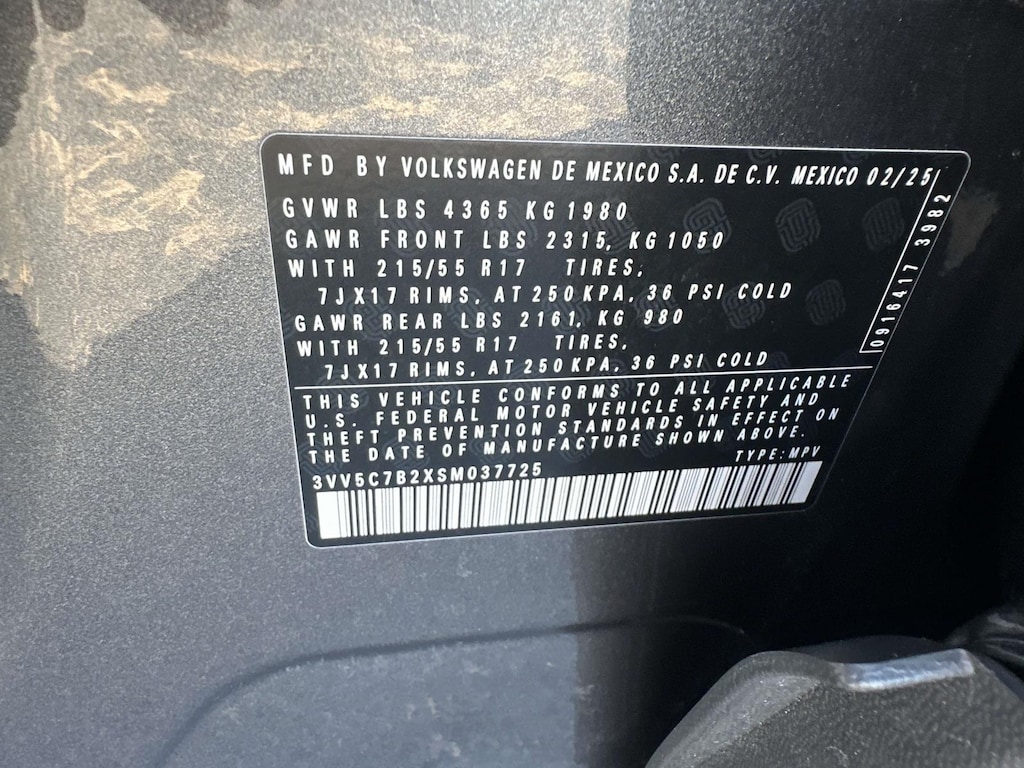 MFD BY VOLKSWAGEN DE MEXICO S.A. DE C.V. MEXICO 02/25
GVWR LBS 4365 KG 1980
GAWR FRONT LBS 2315, KG 1050
WITH 215/55 R17 TIRES,
7JX17 RIMS, AT 250 KPA, 36 PSI COLD
GAWR REAR LBS 2161, KG 980
WITH 215/55 R17 TIRES,
7JX17 RIMS, AT 250 KPA, 36 PSI COLD
THIS VEHICLE CONFORMS TO ALL APPLICABLE
U.S. FEDERAL MOTOR VEHICLE SAFETY AND
THEFT PREVENTION STANDARDS IN EFFECT ON
THE DATE OF MANUFACTURE SHOWN ABOVE.
3VV5C7B2XSM037725 TYPE: MPV
0916417 3982